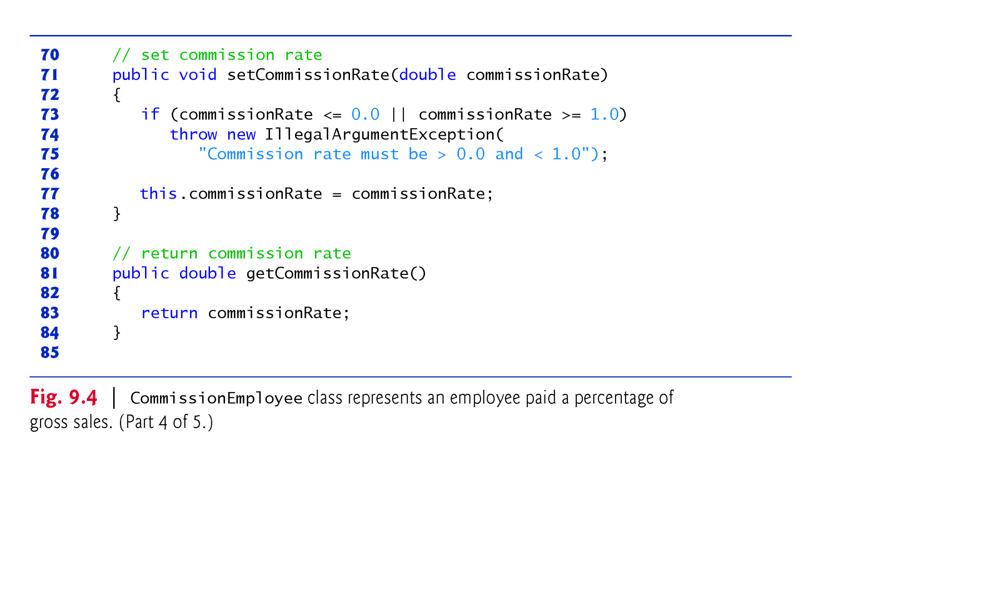 70 // set commission rate
71 public void setCommissionRate(double commissionRate)
72 {
73 if (commissionRate <= 0.0 || commissionRate >= 1.0)
74 throw new IllegalArgumentException(
75 "Commission rate must be > 0.0 and < 1.0");
76
77 this.commissionRate = commissionRate;
78 }
79
80 // return commission rate
81 public double getCommissionRate()
82 {
83 return commissionRate;
84 }
85
Fig. 9.4 | CommissionEmployee class represents an employee paid a percentage of
gross sales. (Part 4 of 5.)